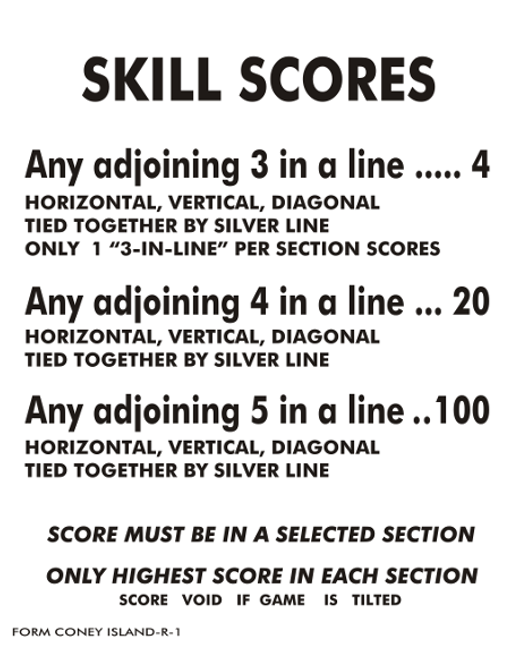 SKILL SCORES
Any adjoining 3 in a line ..... 4
HORIZONTAL, VERTICAL, DIAGONAL
TIED TOGETHER BY SILVER LINE
ONLY 1 “3-IN-LINE” PER SECTION SCORES
Any adjoining 4 in a line ... 20
HORIZONTAL, VERTICAL, DIAGONAL
TIED TOGETHER BY SILVER LINE
Any adjoining 5 in a line ..100
HORIZONTAL, VERTICAL, DIAGONAL
TIED TOGETHER BY SILVER LINE
SCORE MUST BE IN A SELECTED SECTION
ONLY HIGHEST SCORE IN EACH SECTION
SCORE VOID IF GAME IS TILTED
FORM CONEY ISLAND-R-1